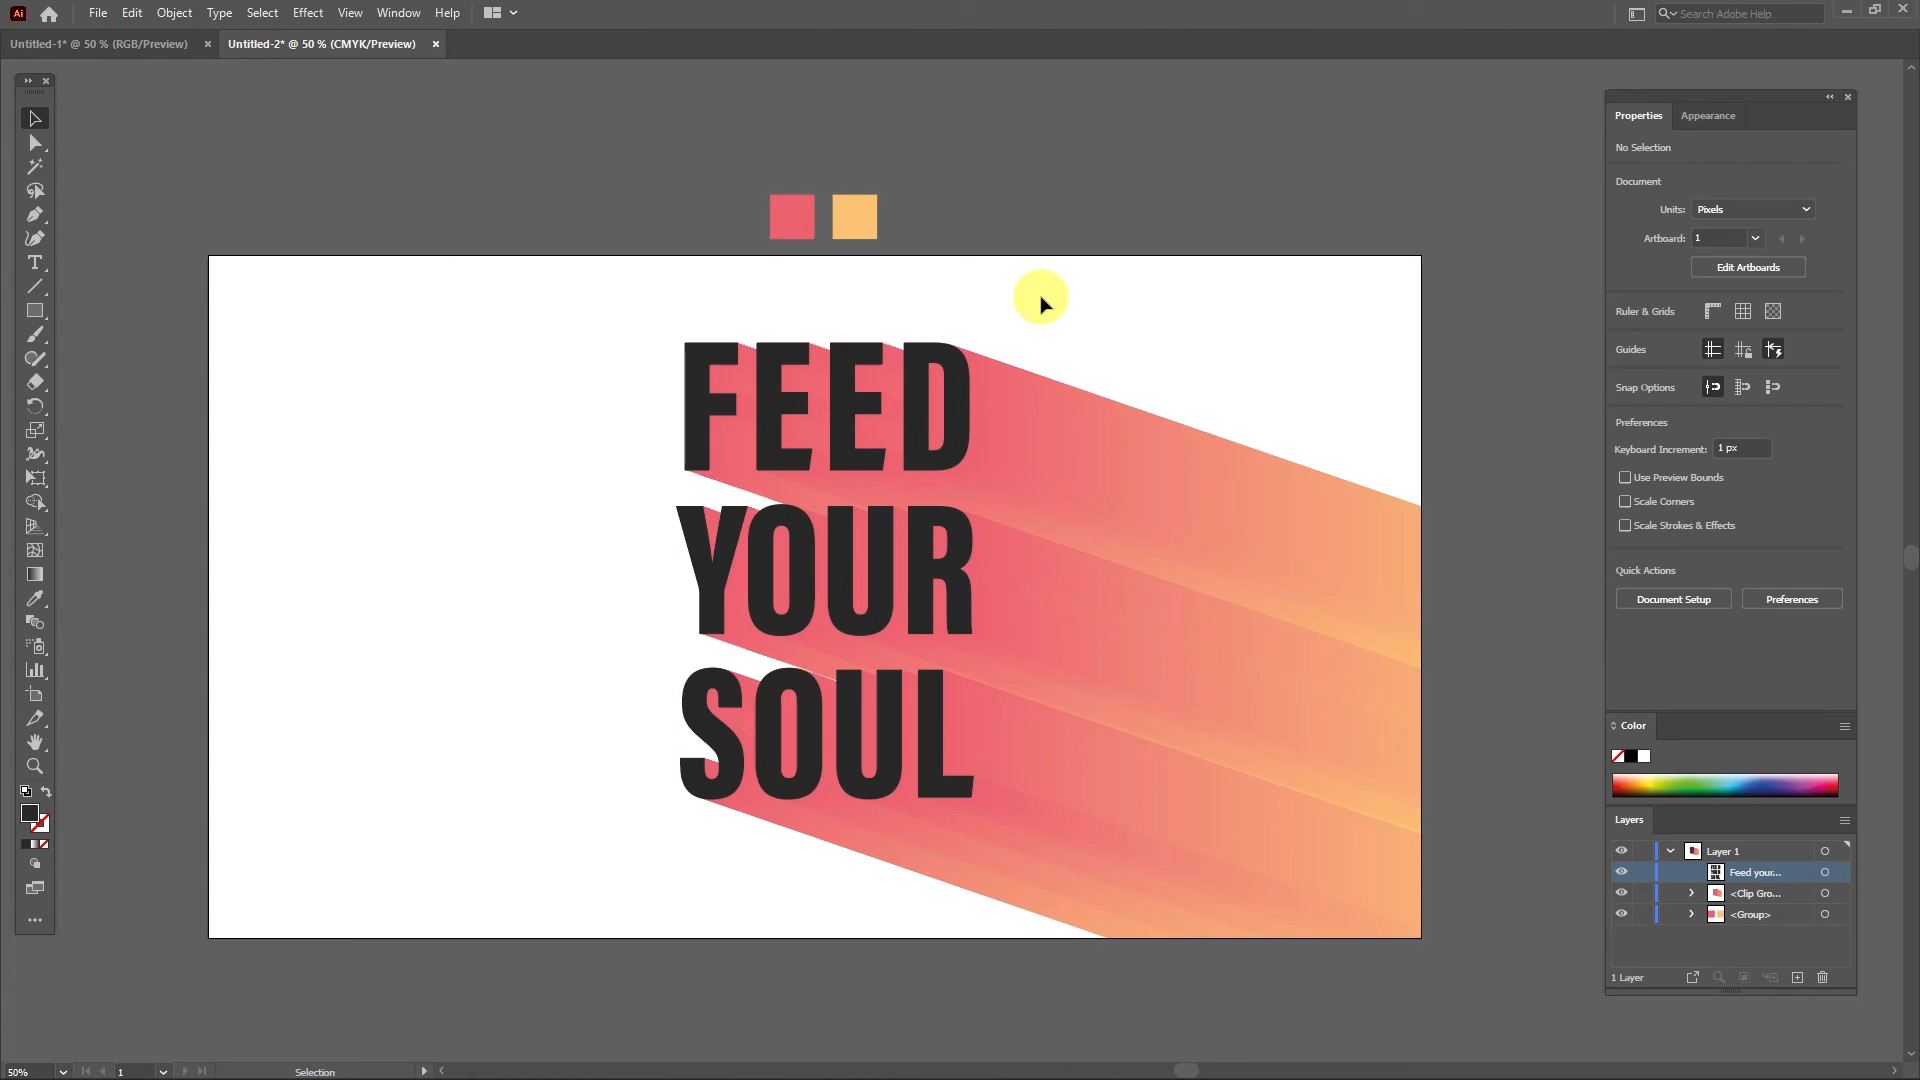 Ai File Edit Object Type Select Effect View Window Help Search Adobe Help
Untitled-1* @ 50 % (RGB/Preview) Untitled-2* @ 50 % (CMYK/Preview)
Properties Appearance
No Selection
Document
Units: Pixels
Artboard: 1
Edit Artboards
Ruler & Grids
Guides
Snap Options
Preferences
Keyboard Increment: 1 px
Use Preview Bounds
Scale Corners
Scale Strokes & Effects
Quick Actions
Document Setup Preferences
FEED
YOUR
SOUL
Color
Layers
Layer 1
Feed your...
<Clip Gro...
<Group>
1 Layer
50% 1 Selection